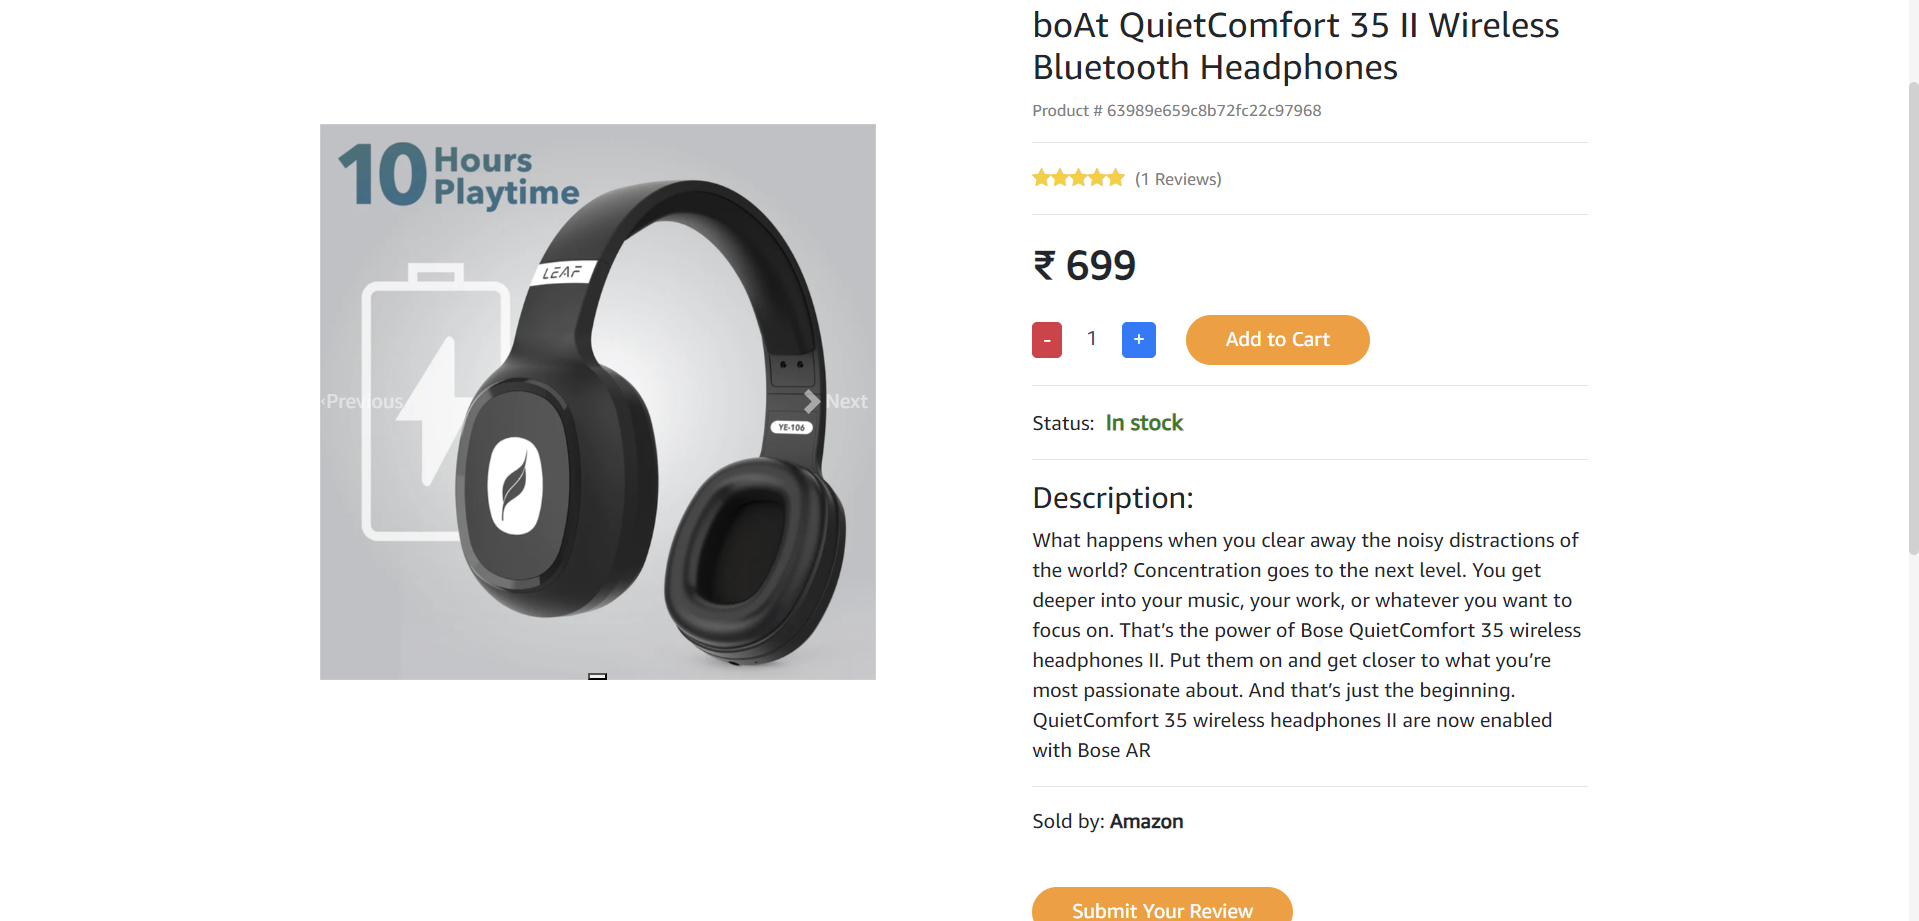 boAt QuietComfort 35 II Wireless
Bluetooth Headphones
Product # 63989e659c8b72fc22c97968
(1 Reviews)
₹ 699
- 1 + Add to Cart
Status: In stock
Description:
What happens when you clear away the noisy distractions of
the world? Concentration goes to the next level. You get
deeper into your music, your work, or whatever you want to
focus on. That’s the power of Bose QuietComfort 35 wireless
headphones II. Put them on and get closer to what you’re
most passionate about. And that’s just the beginning.
QuietComfort 35 wireless headphones II are now enabled
with Bose AR
Sold by: Amazon
Submit Your Review
10 Hours
Playtime
LEAF
Previous
Next
YE-106